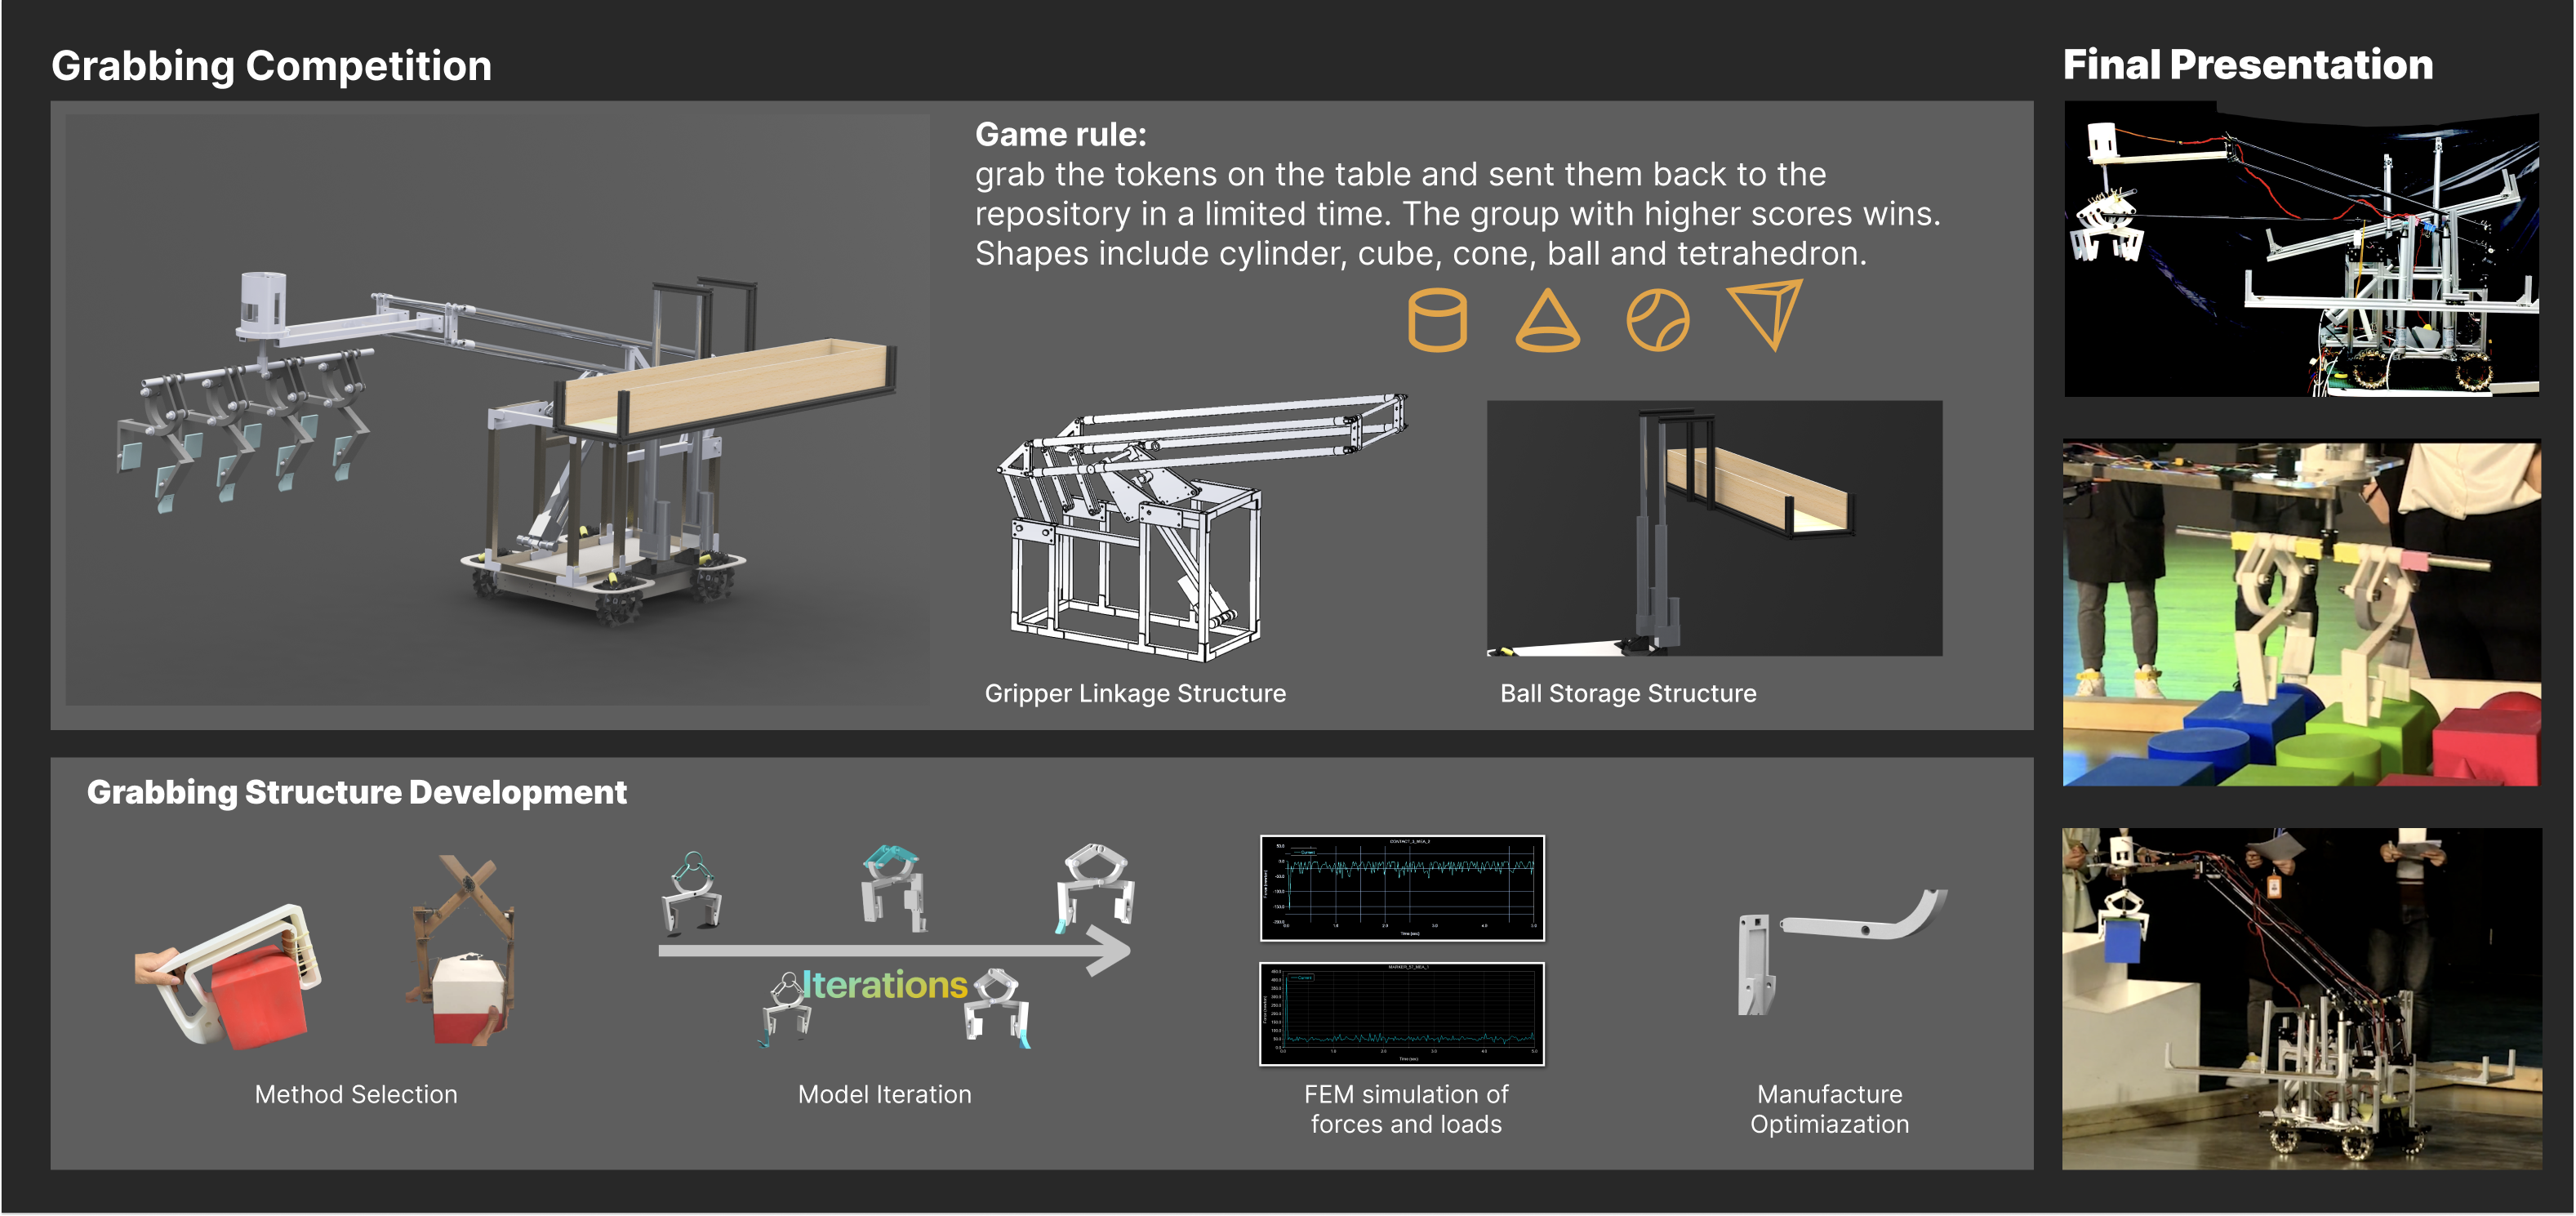 Grabbing Competition
Final Presentation
Game rule:
grab the tokens on the table and sent them back to the
repository in a limited time. The group with higher scores wins.
Shapes include cylinder, cube, cone, ball and tetrahedron.
Gripper Linkage Structure
Ball Storage Structure
Grabbing Structure Development
Iterations
Method Selection
Model Iteration
FEM simulation of
forces and loads
Manufacture
Optimiazation